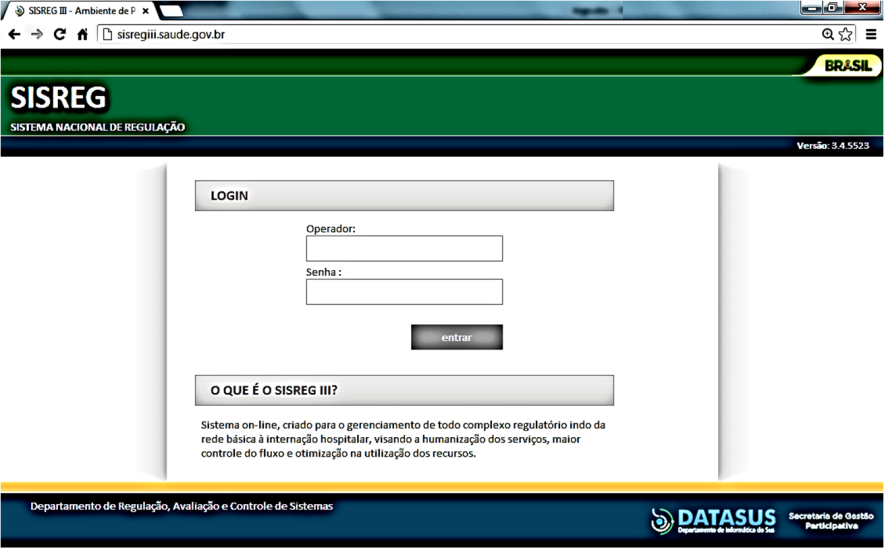 SISREG III - Ambiente de P
sisregiii.saude.gov.br
BRASIL
SISREG
SISTEMA NACIONAL DE REGULAÇÃO
Versão: 3.4.5523
LOGIN
Operador:
Senha :
entrar
O QUE É O SISREG III?
Sistema on-line, criado para o gerenciamento de todo complexo regulatório indo da
rede básica à internação hospitalar, visando a humanização dos serviços, maior
controle do fluxo e otimização na utilização dos recursos.
Departamento de Regulação, Avaliação e Controle de Sistemas
DATASUS
Departamento de Informática do Sus
Secretaria de Gestão
Participativa